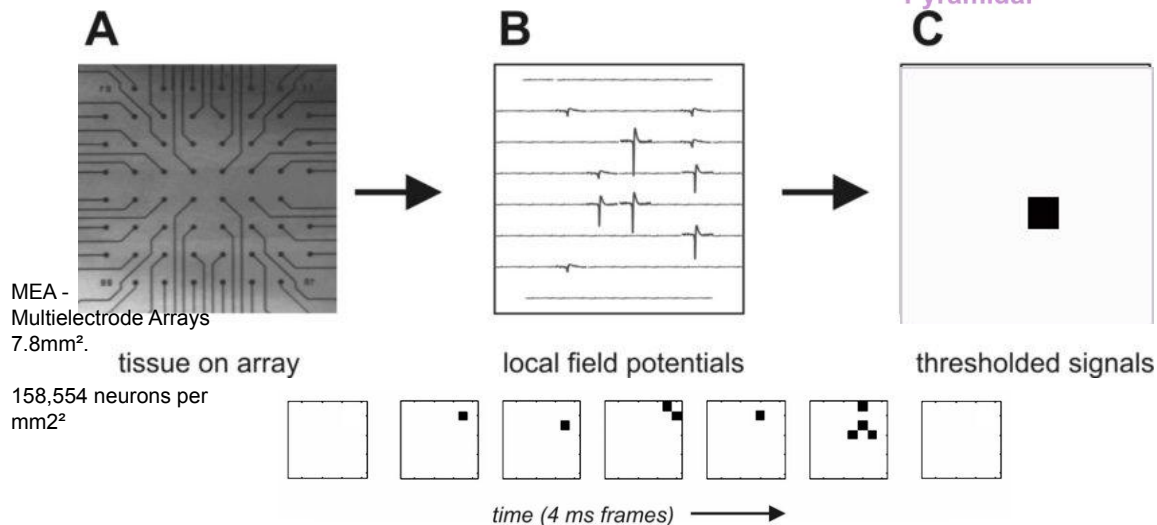 Pyramidal
A
B
C
MEA -
Multielectrode Arrays
7.8mm².
158,554 neurons per
mm2²
tissue on array
local field potentials
thresholded signals
time (4 ms frames)